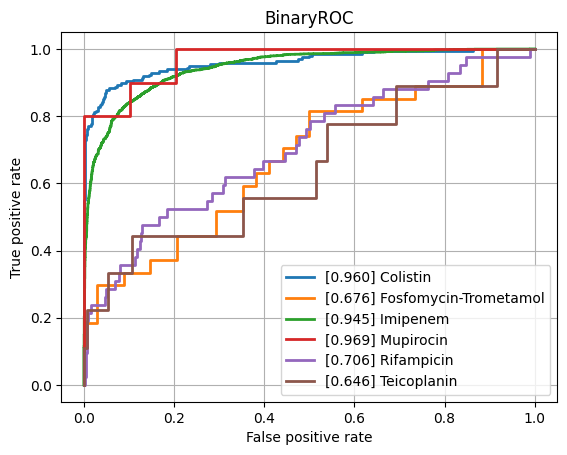 BinaryROC
True positive rate
1.0
0.8
0.6
0.4
0.2
0.0
[0.960] Colistin
[0.676] Fosfomycin-Trometamol
[0.945] Imipenem
[0.969] Mupirocin
[0.706] Rifampicin
[0.646] Teicoplanin
0.0 0.2 0.4 0.6 0.8 1.0
False positive rate